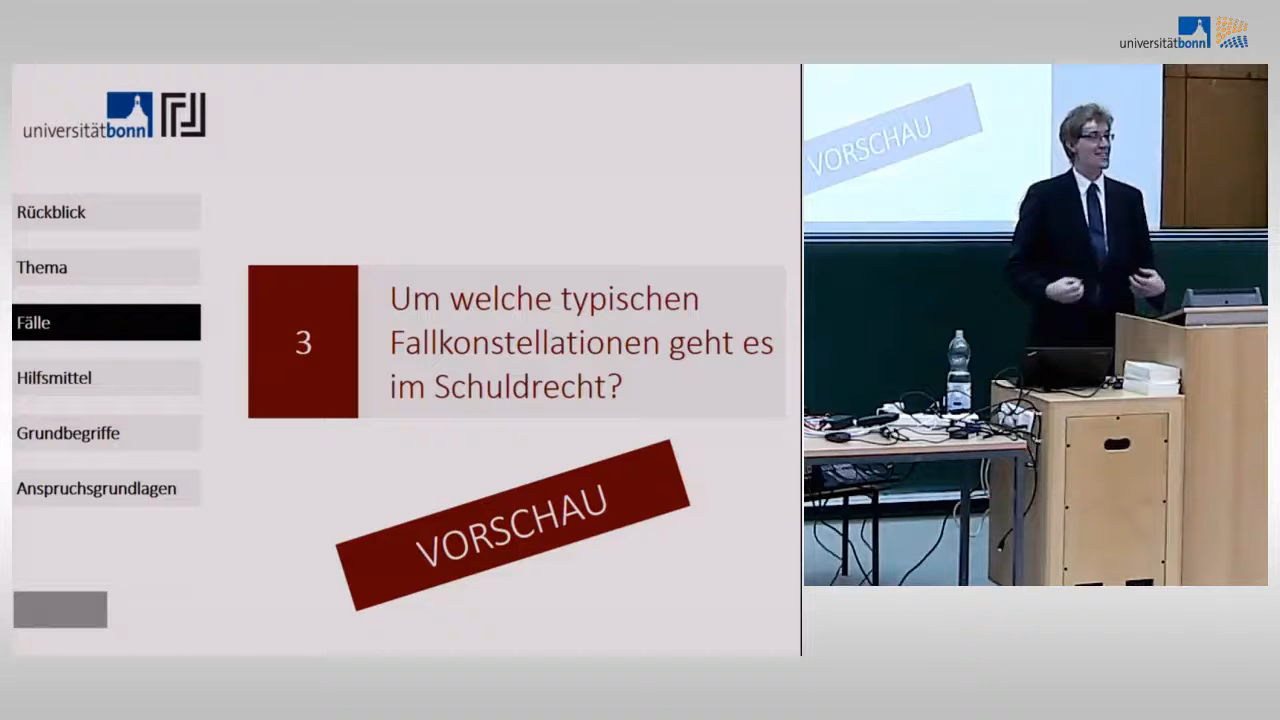 universitätbonn
universitätbonn
Rückblick
Thema
Fälle
Hilfsmittel
Grundbegriffe
Anspruchsgrundlagen
3
Um welche typischen
Fallkonstellationen geht es
im Schuldrecht?
VORSCHAU
VORSCHAU